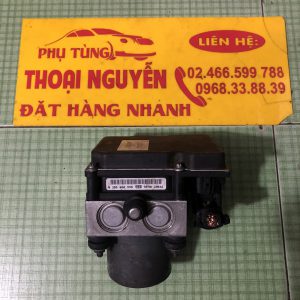 PHỤ TÙNG
THOẠI NGUYỄN
ĐẶT HÀNG NHANH
LIÊN HỆ:
02.466.599 788
0968.33.88.39